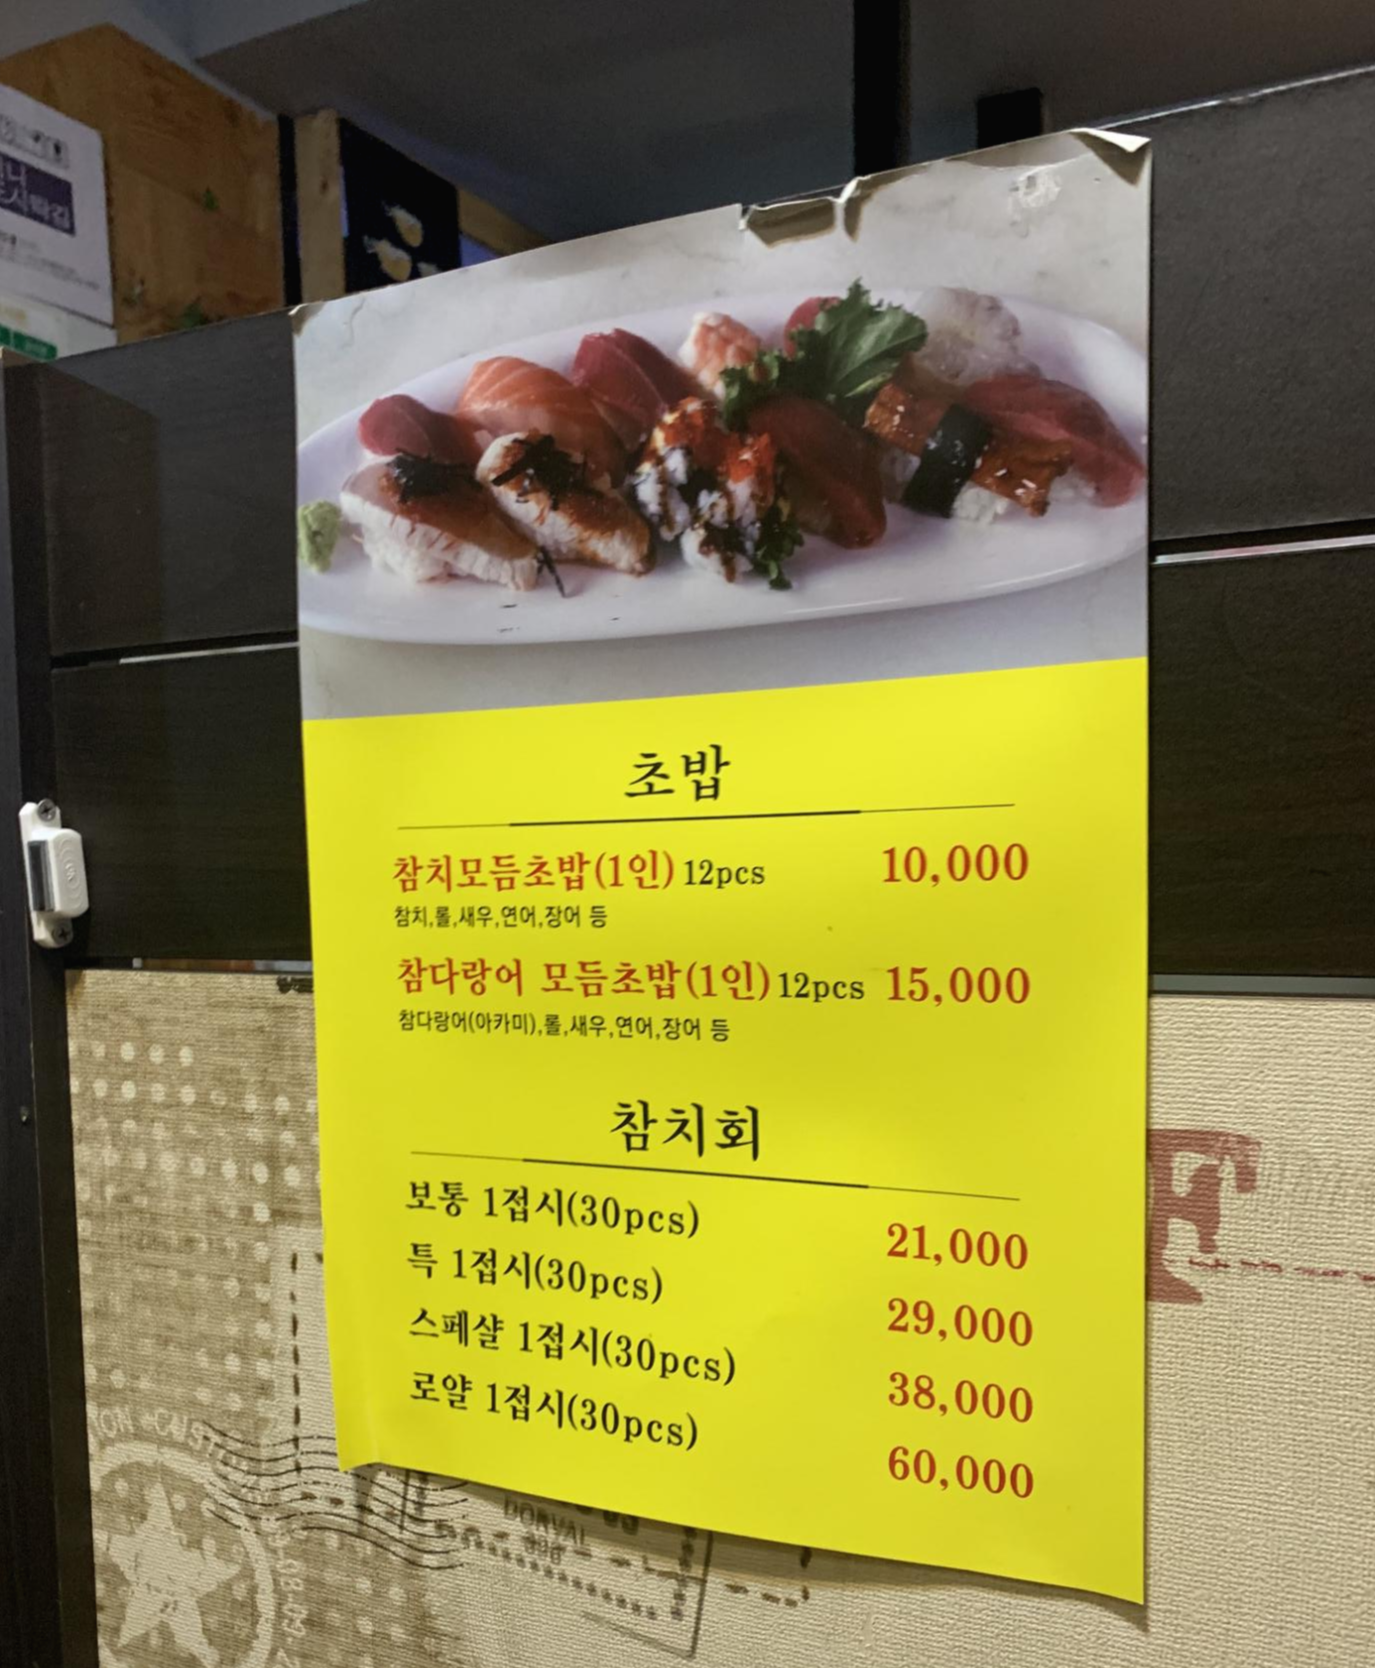 초밥
참치모듬초밥(1인) 12pcs 10,000
참치,롤,새우,연어,장어 등
참다랑어 모듬초밥(1인) 12pcs 15,000
참다랑어(아카미),롤,새우,연어,장어 등
참치회
보통 1접시(30pcs) 21,000
특 1접시(30pcs) 29,000
스페샬 1접시(30pcs) 38,000
로얄 1접시(30pcs) 60,000
DORVAL